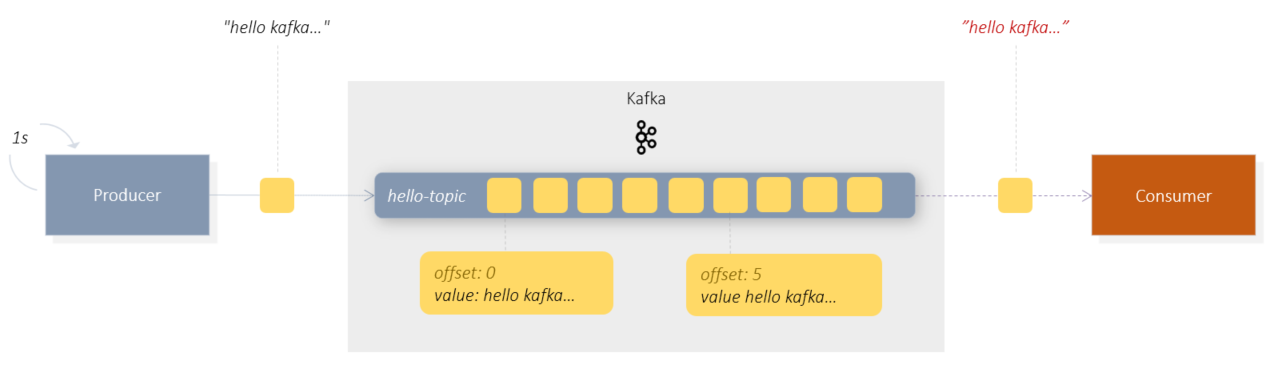 "hello kafka..."
”hello kafka...”
Kafka
1s
Producer
hello-topic
Consumer
offset: 0
value: hello kafka...
offset: 5
value hello kafka...